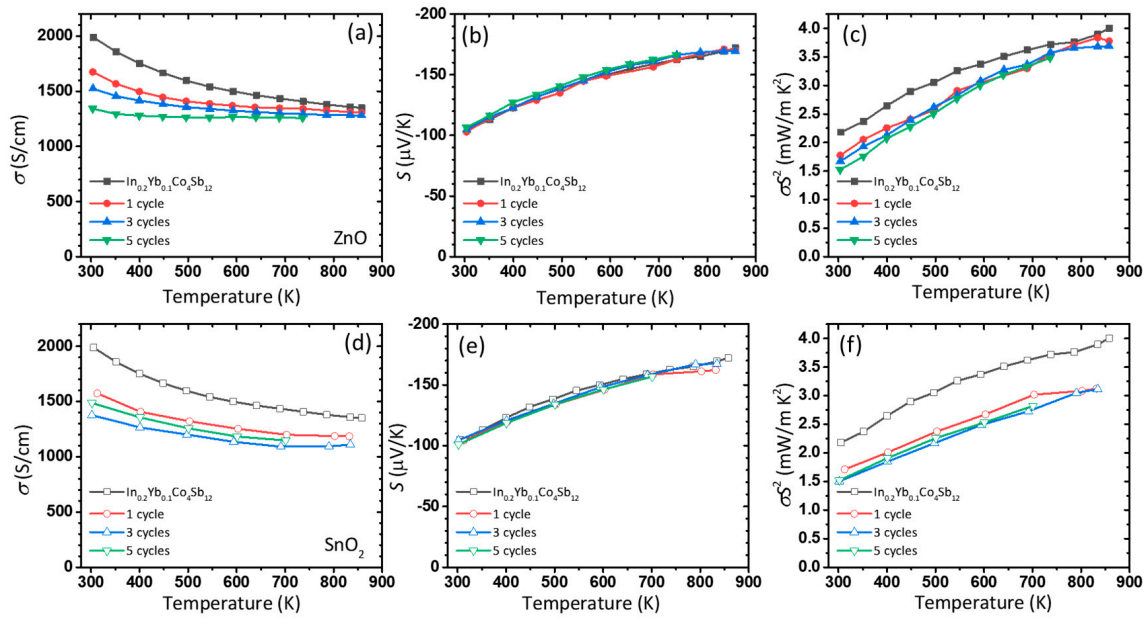 (a)
2000
1500
1000
500
0
σ (S/cm)
In0.2Yb0.1Co4Sb12
1 cycle
3 cycles
5 cycles
ZnO
300 400 500 600 700 800 900
Temperature (K)
(b)
-200
-150
-100
-50
0
S (μV/K)
In0.2Yb0.1Co4Sb12
1 cycle
3 cycles
5 cycles
300 400 500 600 700 800 900
Temperature (K)
(c)
4.0
3.5
3.0
2.5
2.0
1.5
1.0
0.5
0.0
σS² (mW/m K²)
In0.2Yb0.1Co4Sb12
1 cycle
3 cycles
5 cycles
300 400 500 600 700 800 900
Temperature (K)
(d)
2000
1500
1000
500
0
σ (S/cm)
In0.2Yb0.1Co4Sb12
1 cycle
3 cycles
5 cycles
SnO2
300 400 500 600 700 800 900
Temperature (K)
(e)
-200
-150
-100
-50
0
S (μV/K)
In0.2Yb0.1Co4Sb12
1 cycle
3 cycles
5 cycles
300 400 500 600 700 800 900
Temperature (K)
(f)
4.0
3.5
3.0
2.5
2.0
1.5
1.0
0.5
0.0
σS² (mW/m K²)
In0.2Yb0.1Co4Sb12
1 cycle
3 cycles
5 cycles
300 400 500 600 700 800 900
Temperature (K)